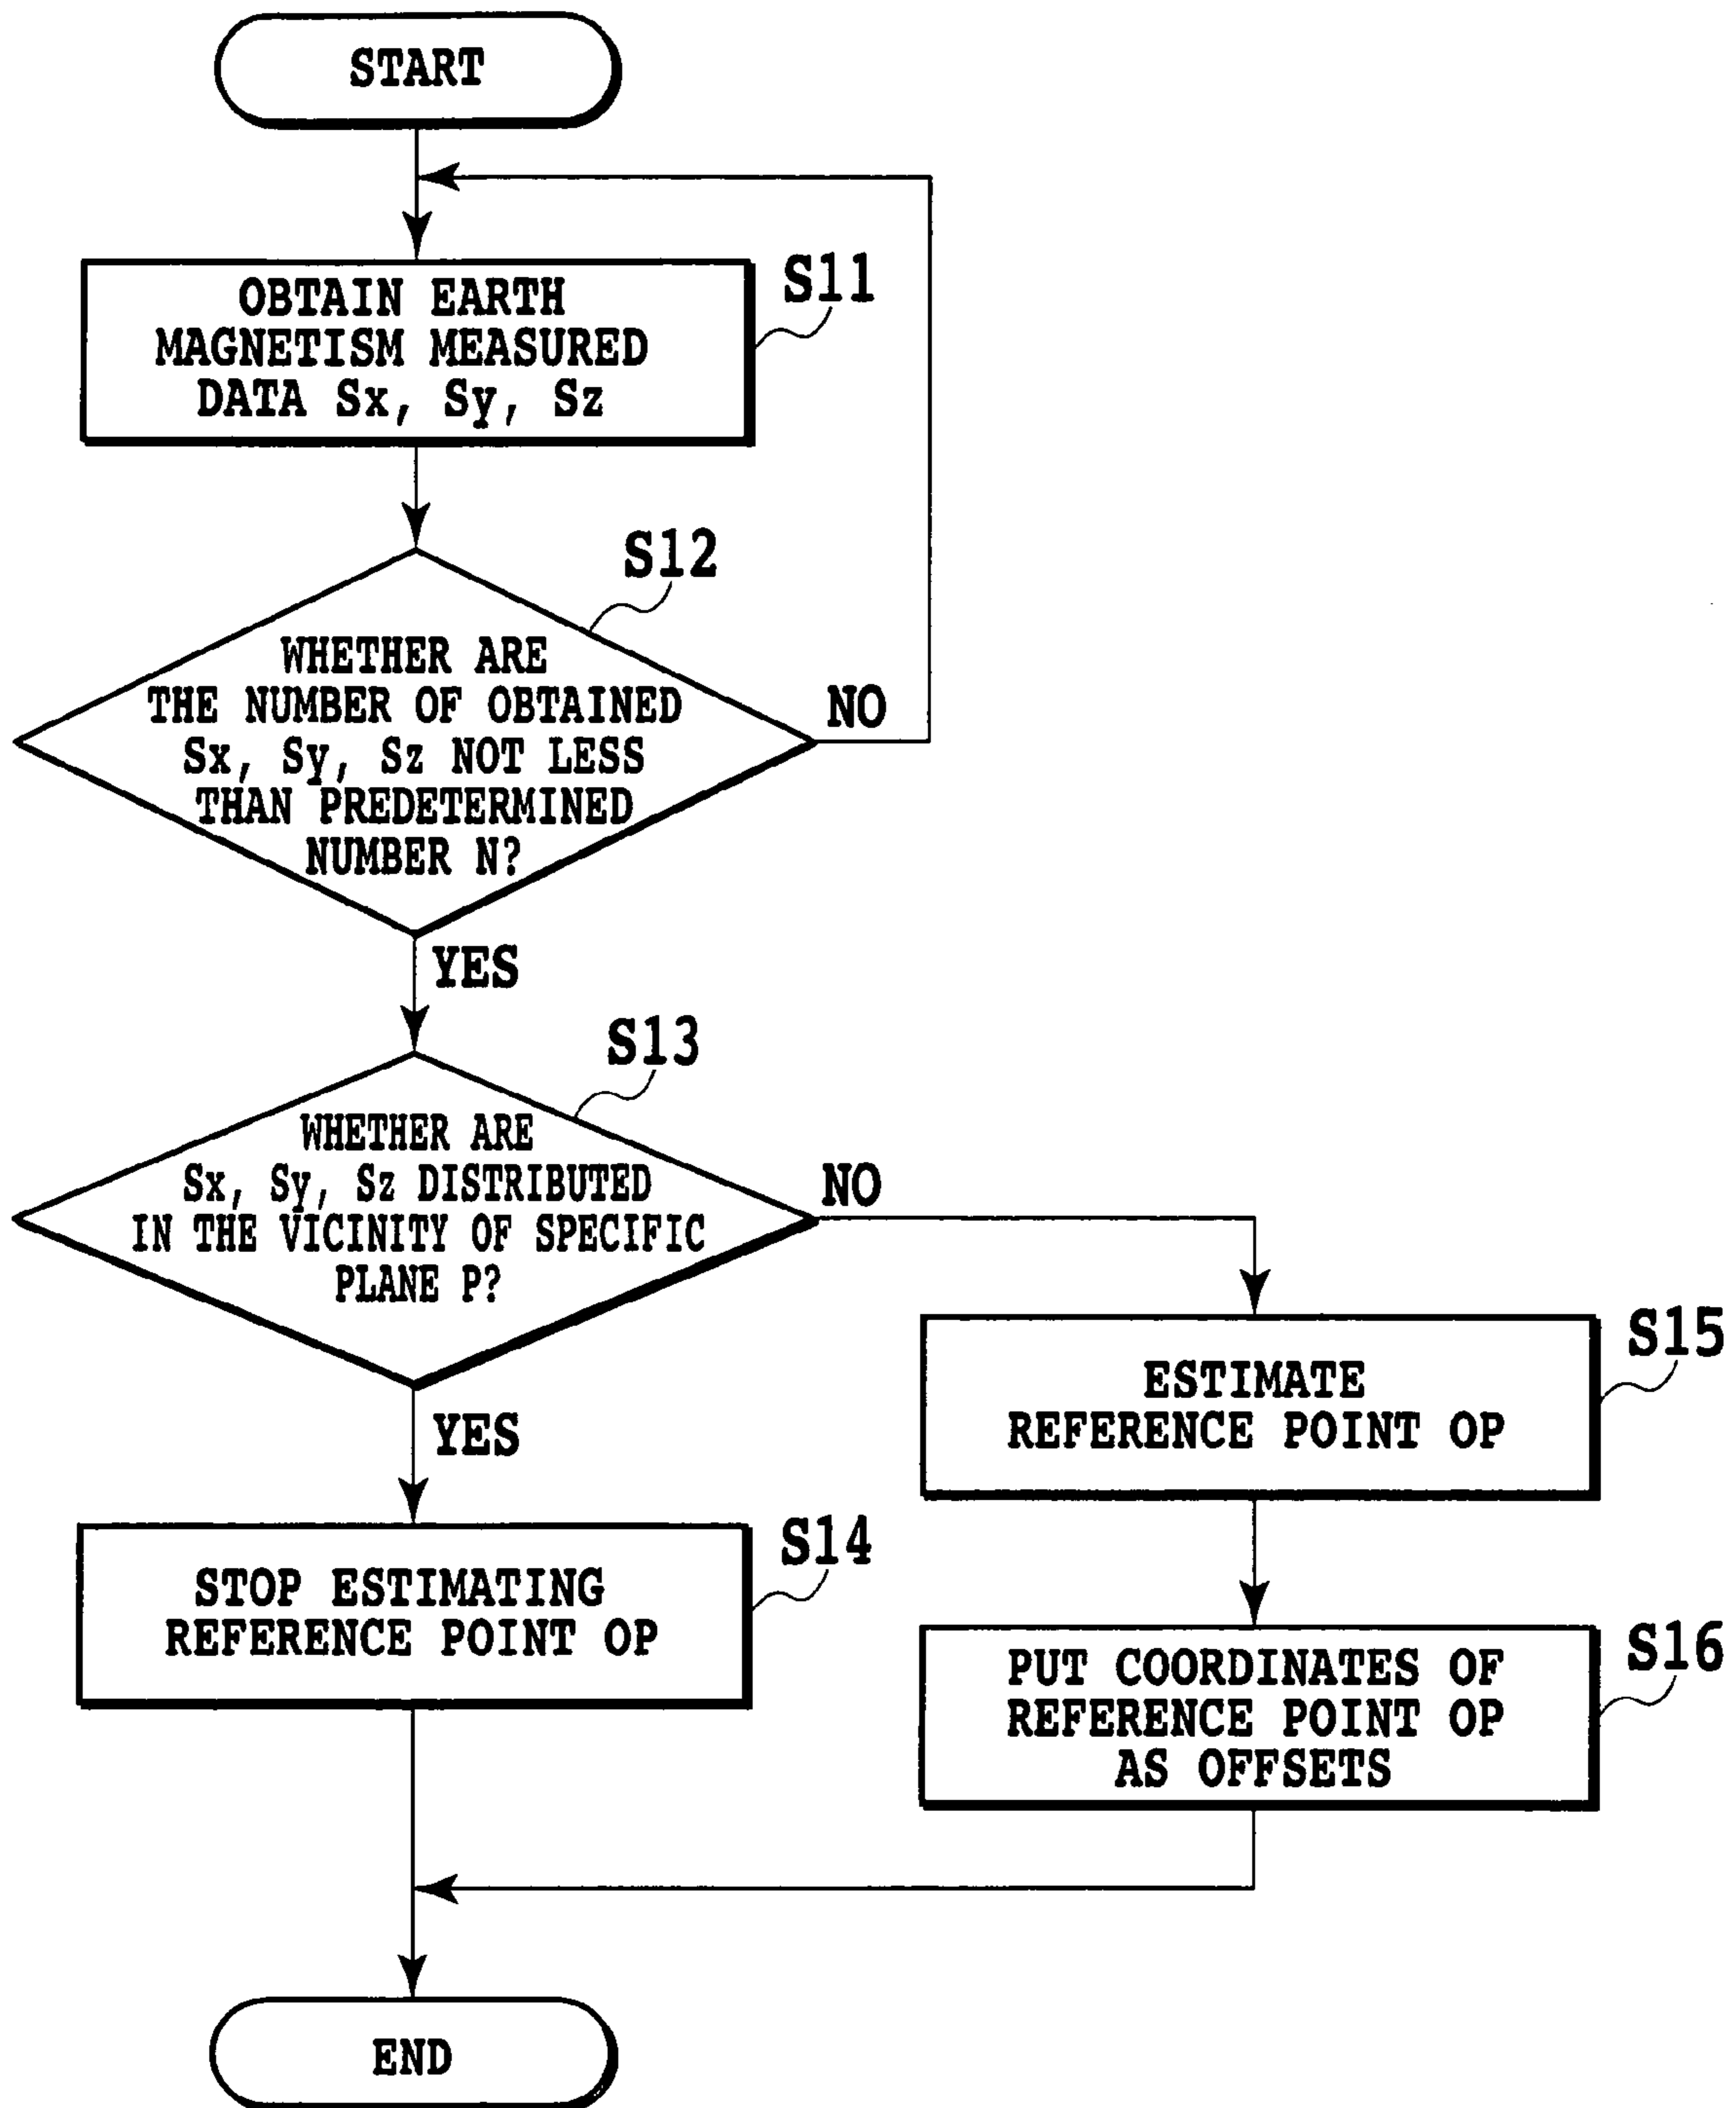 START
S11
OBTAIN EARTH
MAGNETISM MEASURED
DATA Sx, Sy, Sz
S12
WHETHER ARE
THE NUMBER OF OBTAINED
Sx, Sy, Sz NOT LESS
THAN PREDETERMINED
NUMBER N?
NO
YES
S13
WHETHER ARE
Sx, Sy, Sz DISTRIBUTED
IN THE VICINITY OF SPECIFIC
PLANE P?
NO
YES
S15
ESTIMATE
REFERENCE POINT OP
S14
STOP ESTIMATING
REFERENCE POINT OP
S16
PUT COORDINATES OF
REFERENCE POINT OP
AS OFFSETS
END